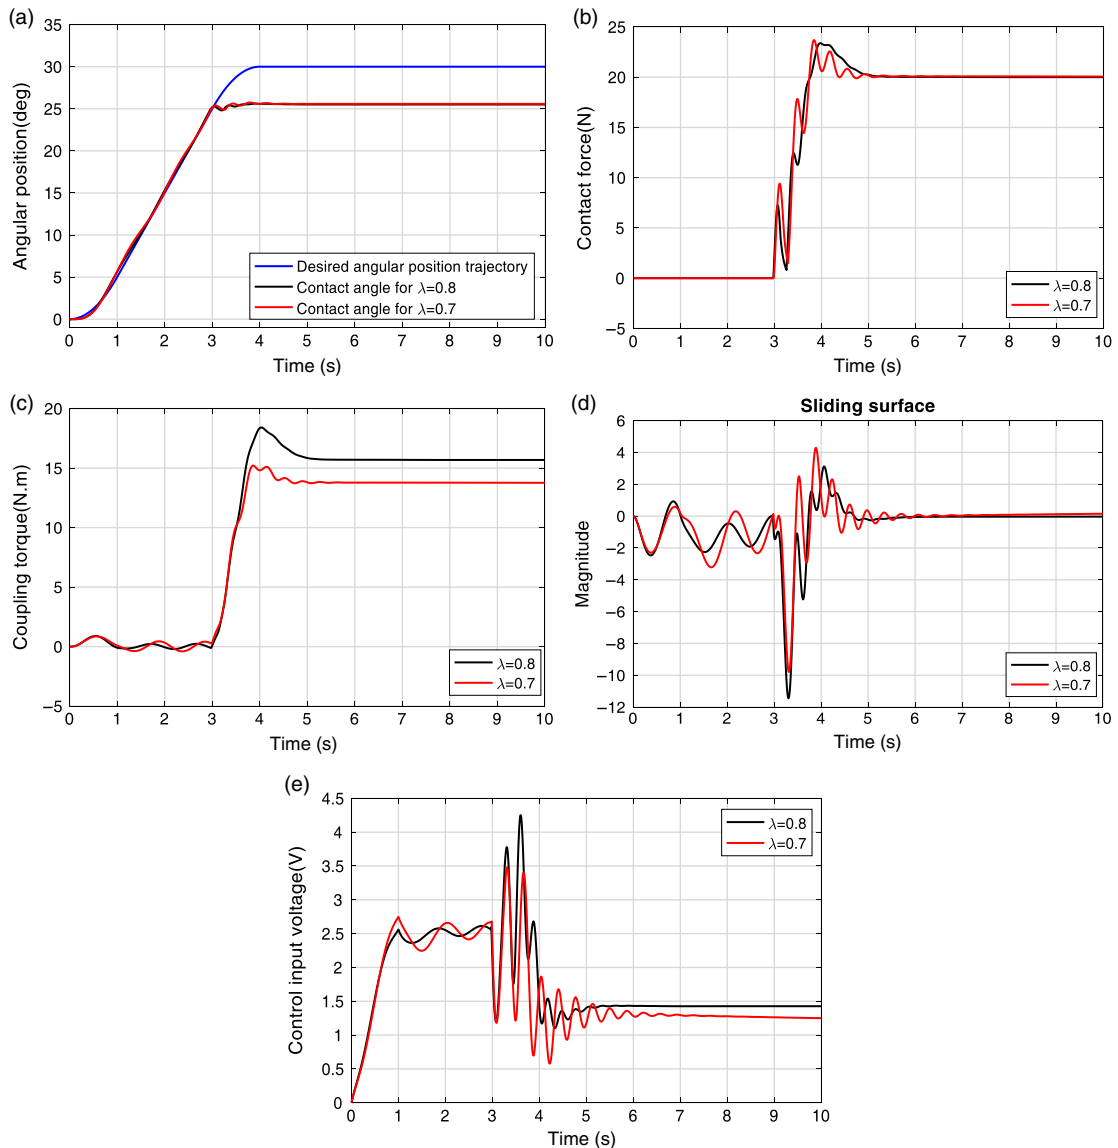 (a)
35
30
25
20
15
10
5
0
Angular position(deg)
Desired angular position trajectory
Contact angle for λ=0.8
Contact angle for λ=0.7
0 1 2 3 4 5 6 7 8 9 10
Time (s)
(b)
25
20
15
10
5
0
−5
Contact force(N)
λ=0.8
λ=0.7
0 1 2 3 4 5 6 7 8 9 10
Time (s)
(c)
20
15
10
5
0
−5
Coupling torque(N.m)
λ=0.8
λ=0.7
0 1 2 3 4 5 6 7 8 9 10
Time (s)
(d)
Sliding surface
6
4
2
0
−2
−4
−6
−8
−10
−12
Magnitude
λ=0.8
λ=0.7
0 1 2 3 4 5 6 7 8 9 10
Time (s)
(e)
4.5
4
3.5
3
2.5
2
1.5
1
0.5
0
Control input voltage(V)
λ=0.8
λ=0.7
0 1 2 3 4 5 6 7 8 9 10
Time (s)